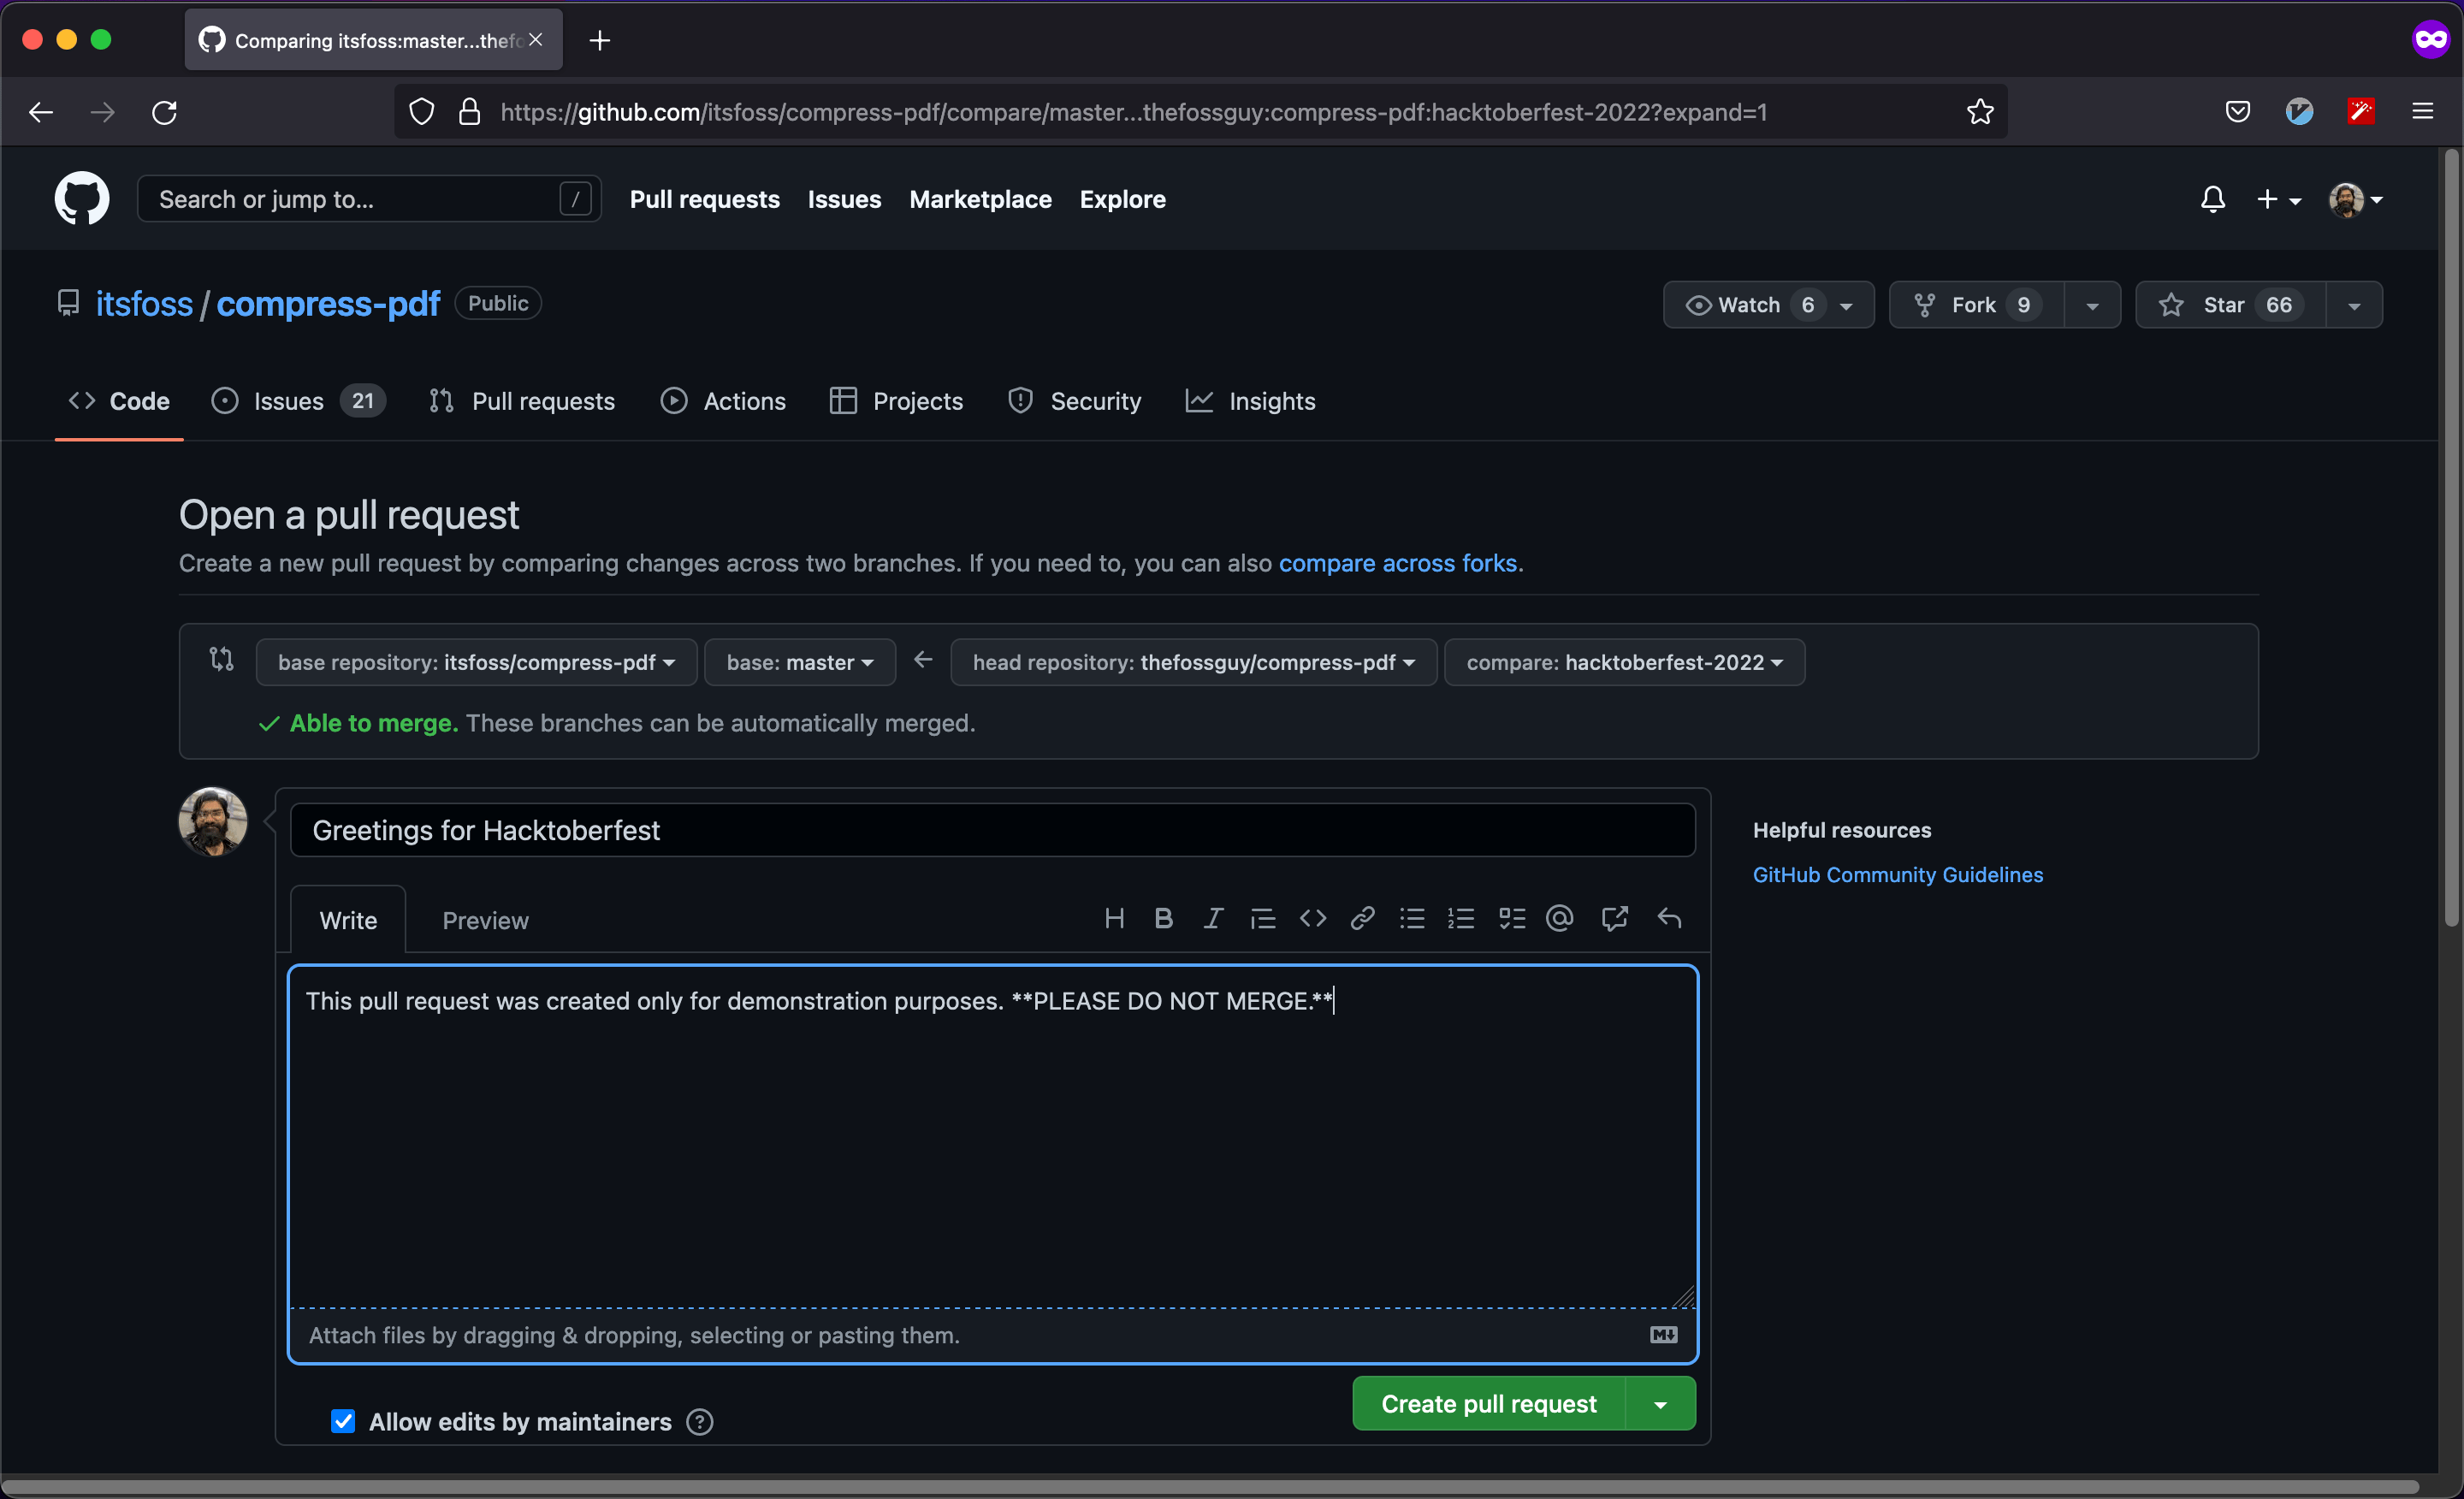 Comparing itsfoss:master...thefo
https://github.com/itsfoss/compress-pdf/compare/master...thefossguy:compress-pdf:hacktoberfest-2022?expand=1
Search or jump to... / Pull requests Issues Marketplace Explore
itsfoss / compress-pdf Public Watch 6 Fork 9 Star 66
Code Issues 21 Pull requests Actions Projects Security Insights
Open a pull request
Create a new pull request by comparing changes across two branches. If you need to, you can also compare across forks.
base repository: itsfoss/compress-pdf base: master ← head repository: thefossguy/compress-pdf compare: hacktoberfest-2022
Able to merge. These branches can be automatically merged.
Greetings for Hacktoberfest
Helpful resources
GitHub Community Guidelines
Write Preview
This pull request was created only for demonstration purposes. **PLEASE DO NOT MERGE.**
Attach files by dragging & dropping, selecting or pasting them.
Create pull request
Allow edits by maintainers